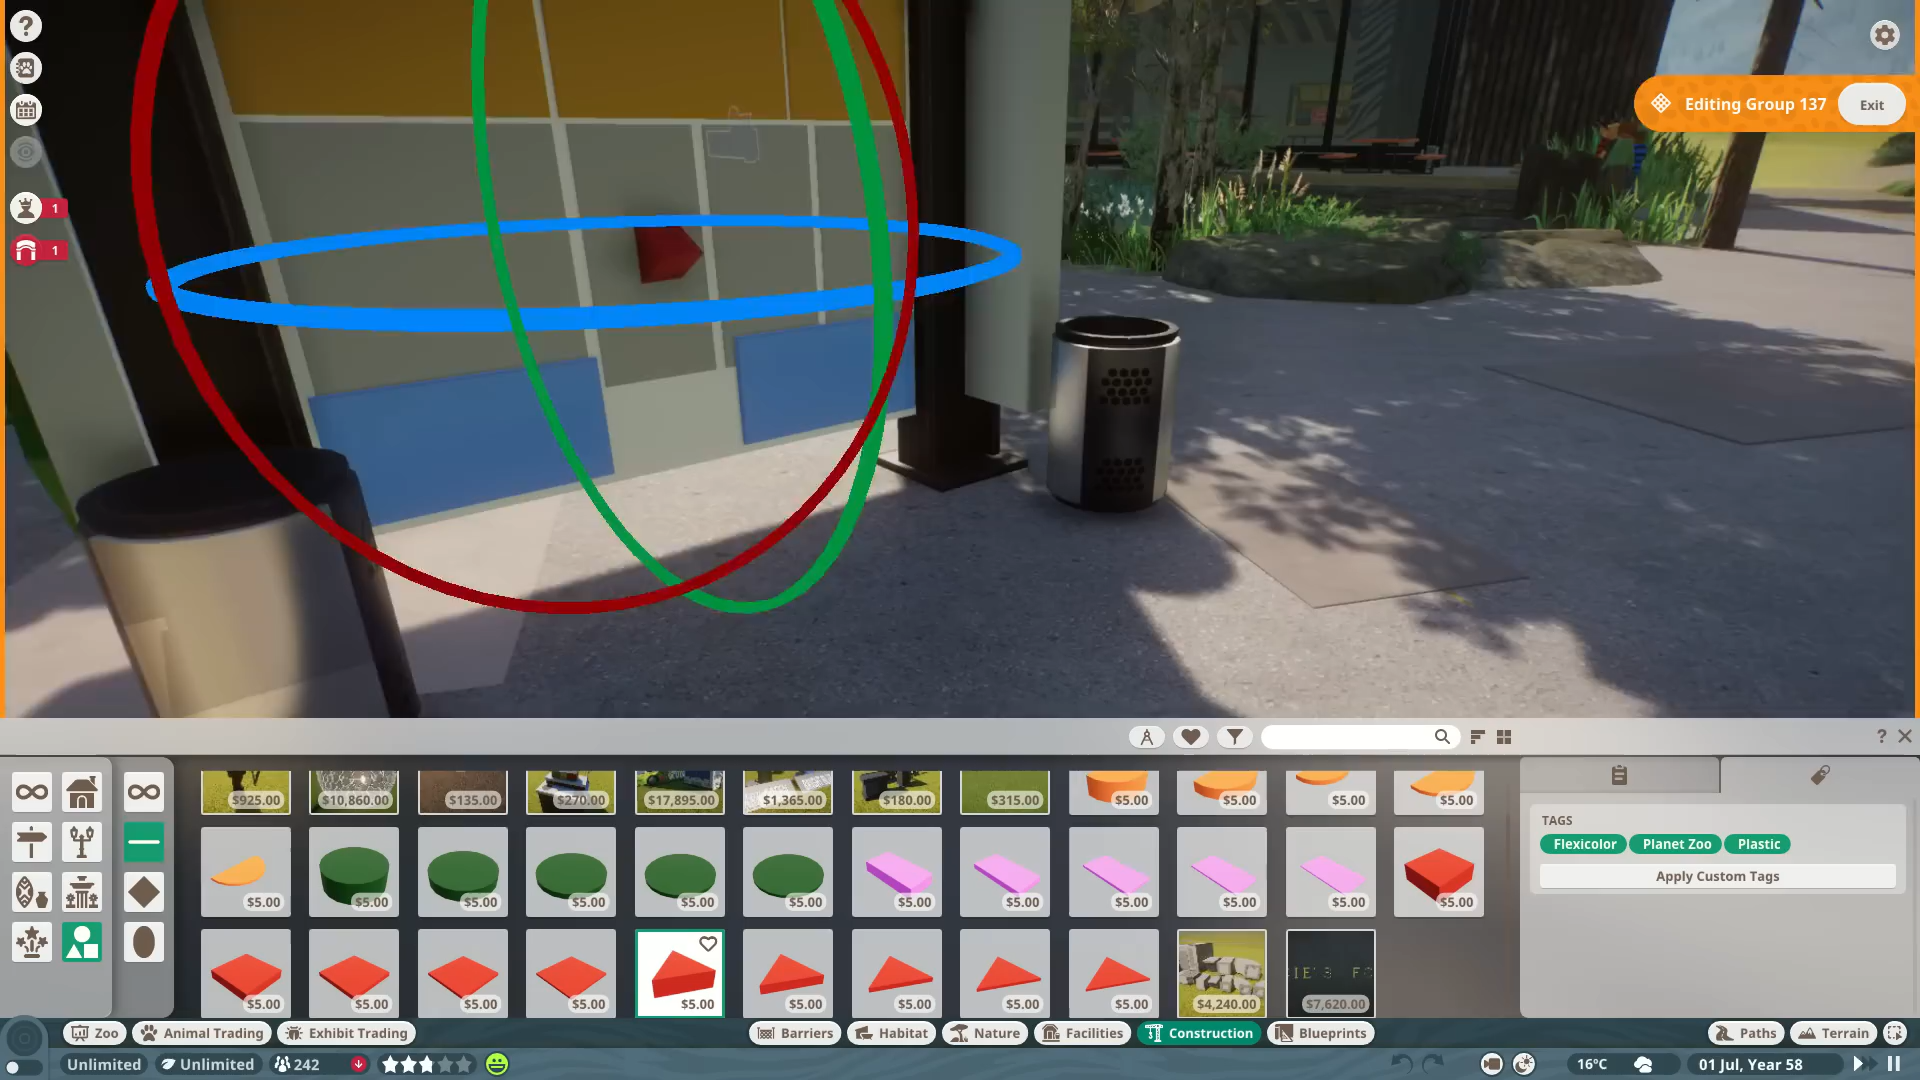 ?
Editing Group 137 Exit
1
1
?
$925.00 $10,860.00 $135.00 $270.00 $17,895.00 $1,365.00 $180.00 $315.00 $5.00 $5.00 $5.00 $5.00
TAGS
Flexicolor Planet Zoo Plastic
Apply Custom Tags
$5.00 $5.00 $5.00 $5.00 $5.00 $5.00 $5.00 $5.00 $5.00 $5.00 $5.00 $5.00
$5.00 $5.00 $5.00 $5.00 $5.00 $5.00 $5.00 $5.00 $5.00 $4,240.00 $7,620.00
Zoo Animal Trading Exhibit Trading Barriers Habitat Nature Facilities Construction Blueprints Paths Terrain
Unlimited Unlimited 242 16°C 01 Jul, Year 58